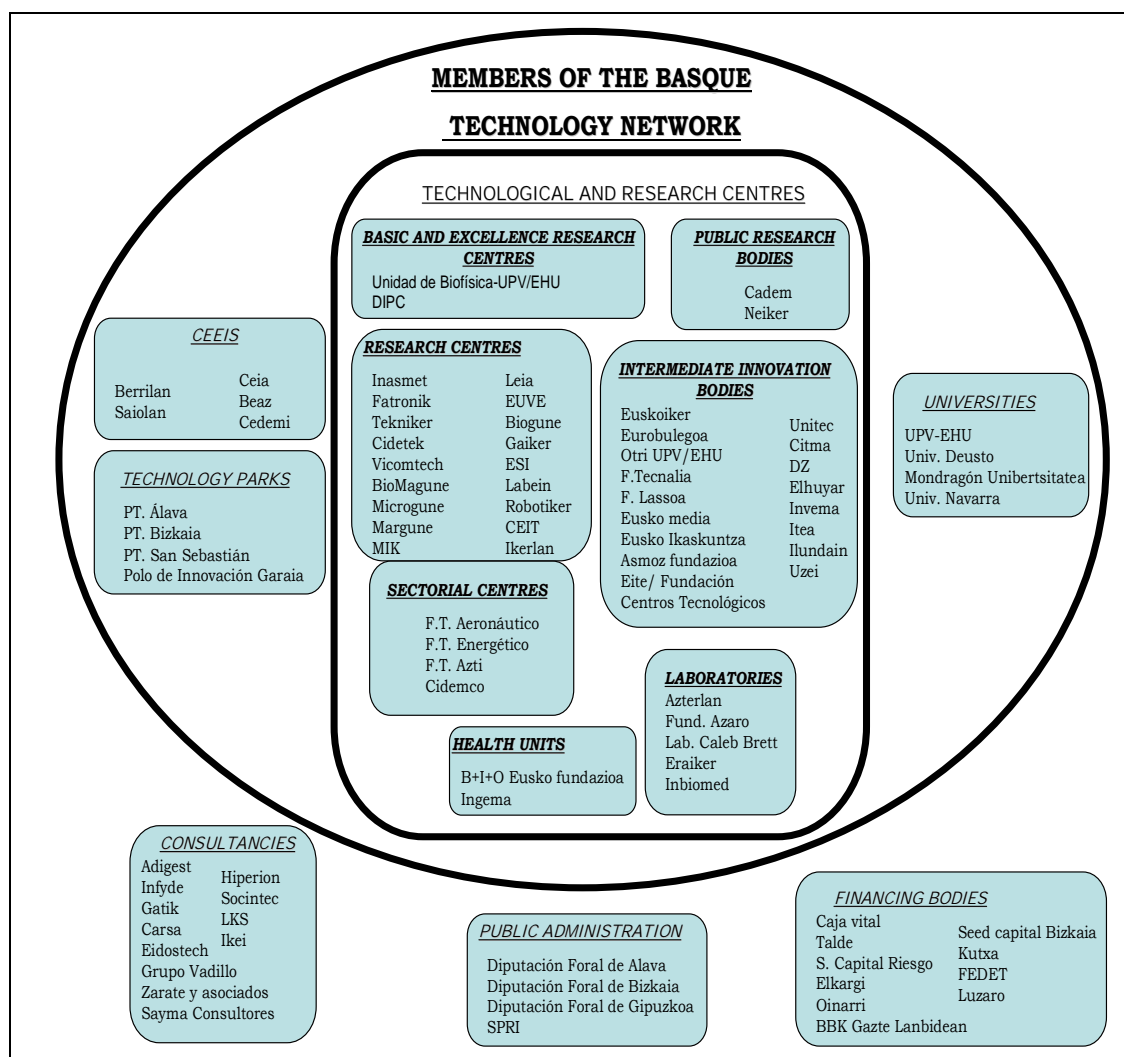 MEMBERS OF THE BASQUE
TECHNOLOGY NETWORK
TECHNOLOGICAL AND RESEARCH CENTRES
BASIC AND EXCELLENCE RESEARCH
CENTRES
Unidad de Biofísica-UPV/EHU
DIPC
PUBLIC RESEARCH
BODIES
Cadem
Neiker
CEEIS
Berrilan
Saiolan
Ceia
Beaz
Cedemi
TECHNOLOGY PARKS
PT. Álava
PT. Bizkaia
PT. San Sebastián
Polo de Innovación Garaia
RESEARCH CENTRES
Inasmet
Fatronik
Tekniker
Cidetek
Vicomtech
BioMagune
Microgune
Margune
MIK
Leia
EUVE
Biogune
Gaiker
ESI
Labein
Robotiker
CEIT
Ikerlan
INTERMEDIATE INNOVATION
BODIES
Euskoiker
Eurobulegoa
Otri UPV/EHU
F.Tecnalia
F. Lassoa
Eusko media
Eusko Ikaskuntza
Asmoz fundazioa
Eite/ Fundación
Centros Tecnológicos
Unitec
Citma
DZ
Elhuyar
Invema
Itea
Ilundain
Uzei
UNIVERSITIES
UPV-EHU
Univ. Deusto
Mondragón Unibertsitatea
Univ. Navarra
SECTORIAL CENTRES
F.T. Aeronáutico
F.T. Energético
F.T. Azti
Cidemco
LABORATORIES
Azterlan
Fund. Azaro
Lab. Caleb Brett
Eraiker
Inbiomed
HEALTH UNITS
B+I+O Eusko fundazioa
Ingema
CONSULTANCIES
Adigest
Infyde
Gatik
Carsa
Eidostech
Grupo Vadillo
Zarate y asociados
Sayma Consultores
Hiperion
Socintec
LKS
Ikei
PUBLIC ADMINISTRATION
Diputación Foral de Alava
Diputación Foral de Bizkaia
Diputación Foral de Gipuzkoa
SPRI
FINANCING BODIES
Caja vital
Talde
S. Capital Riesgo
Elkargi
Oinarri
BBK Gazte Lanbidean
Seed capital Bizkaia
Kutxa
FEDET
Luzaro